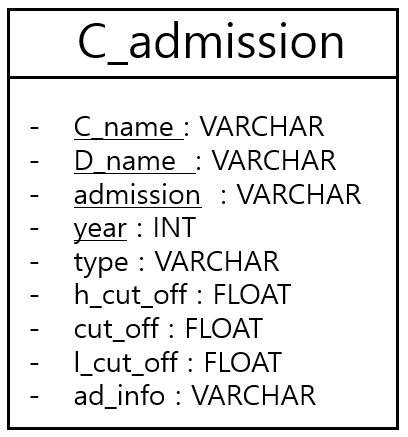 C_admission
- C_name : VARCHAR
- D_name : VARCHAR
- admission : VARCHAR
- year : INT
- type : VARCHAR
- h_cut_off : FLOAT
- cut_off : FLOAT
- l_cut_off : FLOAT
- ad_info : VARCHAR